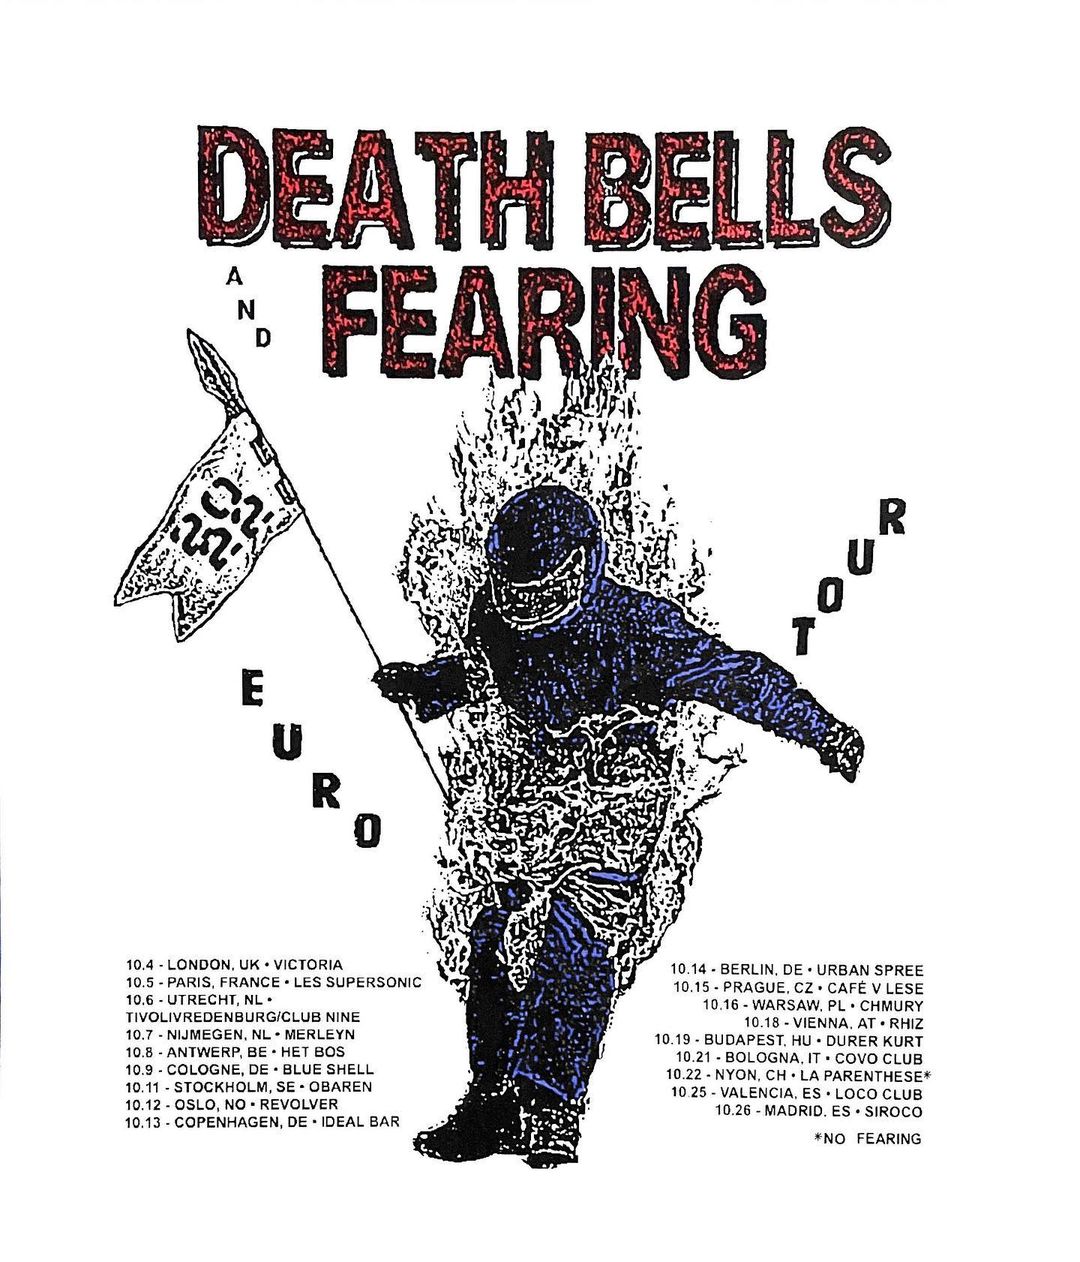 DEATH BELLS
AND
FEARING
EURO
TOUR
10.4 - LONDON, UK • VICTORIA
10.5 - PARIS, FRANCE • LES SUPERSONIC
10.6 - UTRECHT, NL •
TIVOLIVREDENBURG/CLUB NINE
10.7 - NIJMEGEN, NL • MERLEYN
10.8 - ANTWERP, BE • HET BOS
10.9 - COLOGNE, DE • BLUE SHELL
10.11 - STOCKHOLM, SE • OBAREN
10.12 - OSLO, NO • REVOLVER
10.13 - COPENHAGEN, DE • IDEAL BAR
10.14 - BERLIN, DE • URBAN SPREE
10.15 - PRAGUE, CZ • CAFÉ V LESE
10.16 - WARSAW, PL • CHMURY
10.18 - VIENNA, AT • RHIZ
10.19 - BUDAPEST, HU • DURER KURT
10.21 - BOLOGNA, IT • COVO CLUB
10.22 - NYON, CH • LA PARENTHESE*
10.25 - VALENCIA, ES • LOCO CLUB
10.26 - MADRID, ES • SIROCO
*NO FEARING